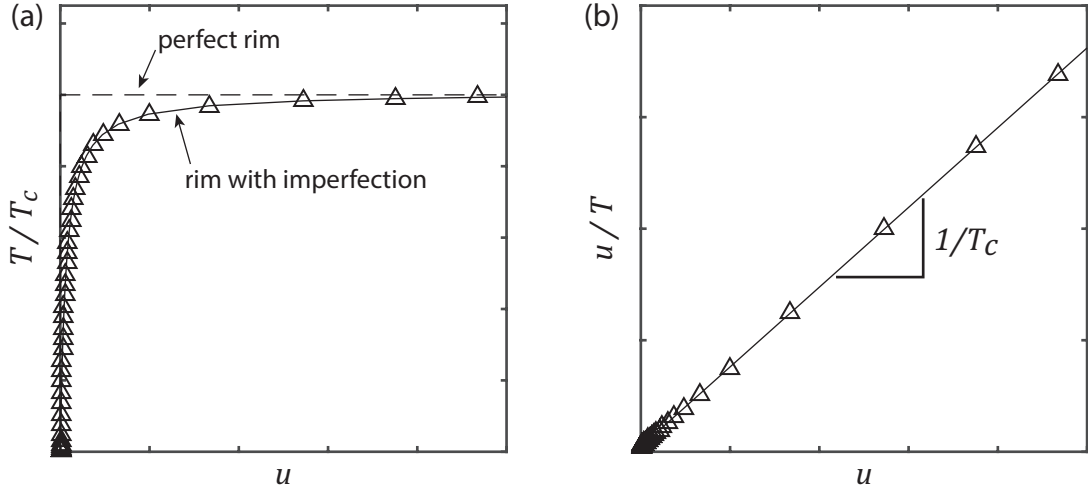 (a)
perfect rim
rim with imperfection
T / T_c
u
(b)
u / T
1/T_C
u